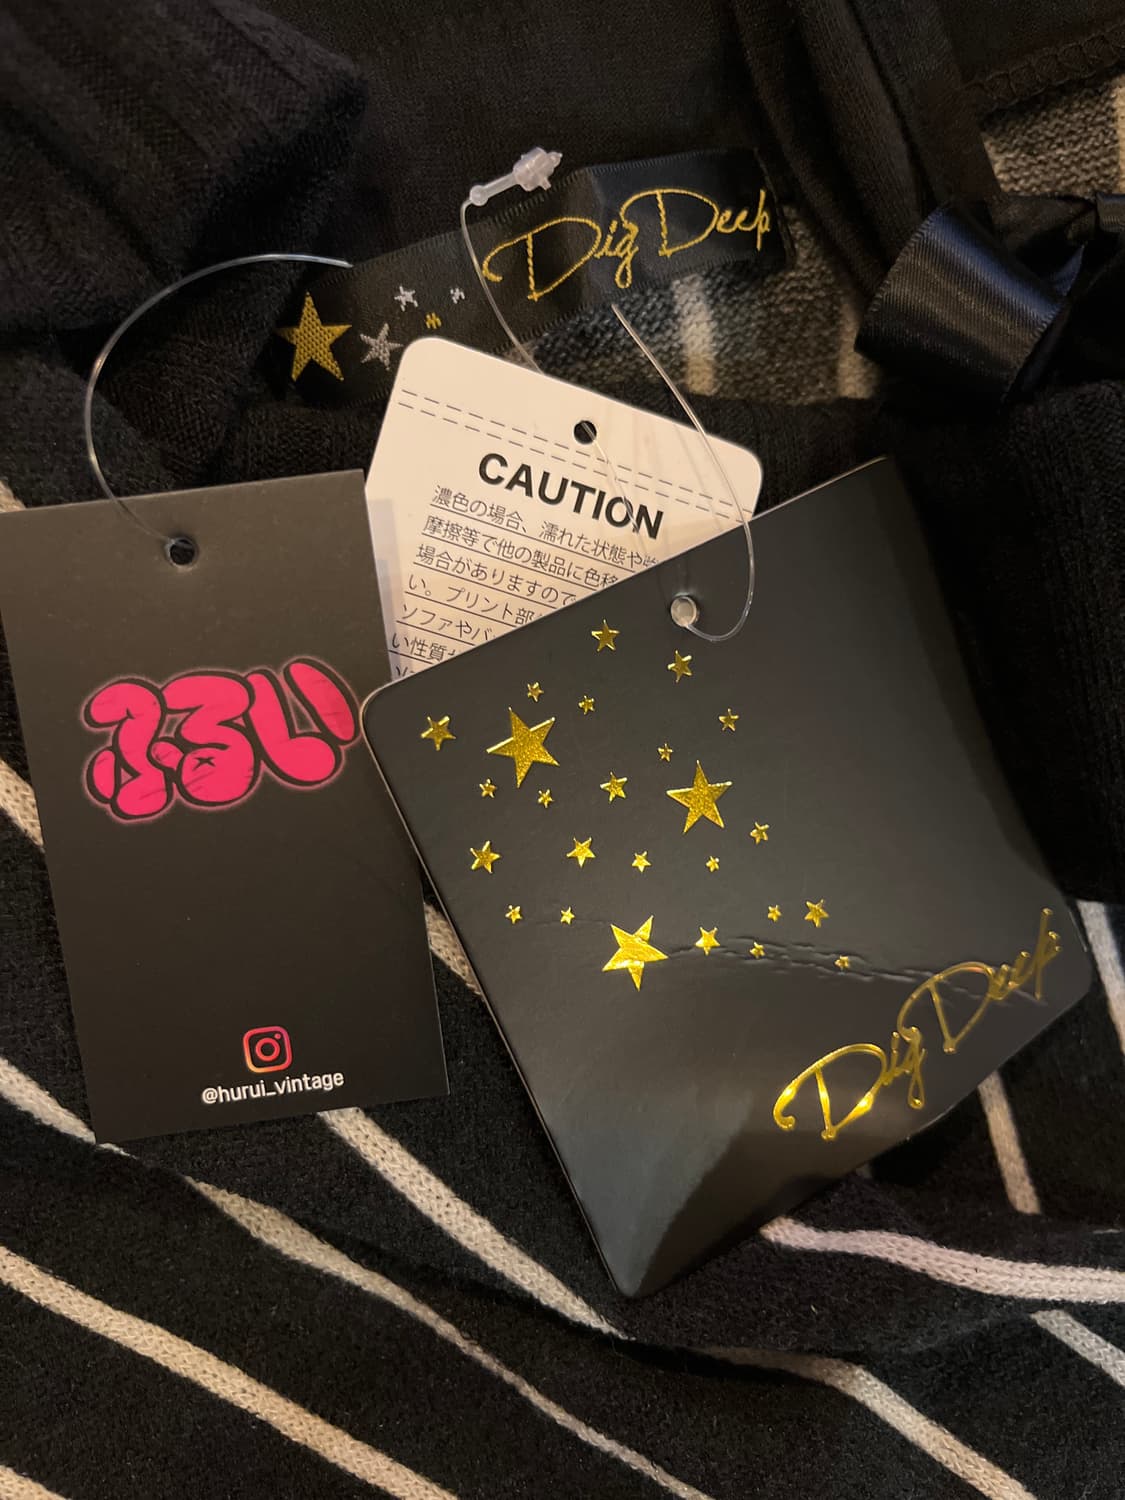 Dig Deep
CAUTION
濃色の場合、濡れた状態や
摩擦等で他の製品に色移
場合がありますので
い。プリント部
ソファやバ
い性質
ふるい
@hurui_vintage
Dig Deep